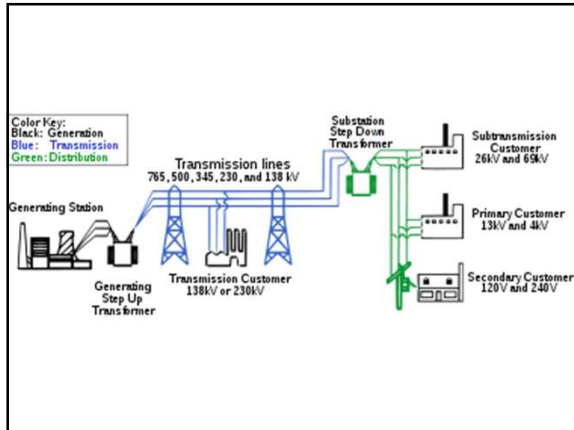 Color Key:
Black: Generation
Blue: Transmission
Green: Distribution
Substation
Step Down
Transformer
Subtransmission
Customer
26kV and 69kV
Transmission lines
765, 500, 345, 230, and 138 kV
Generating Station
Primary Customer
13kV and 4kV
Transmission Customer
138kV or 230kV
Generating
Step Up
Transformer
Secondary Customer
120V and 240V